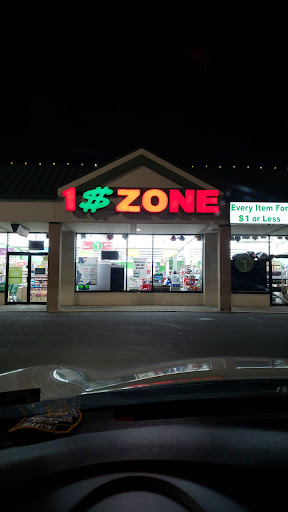 1$ ZONE
Every Item For
$1 or Less